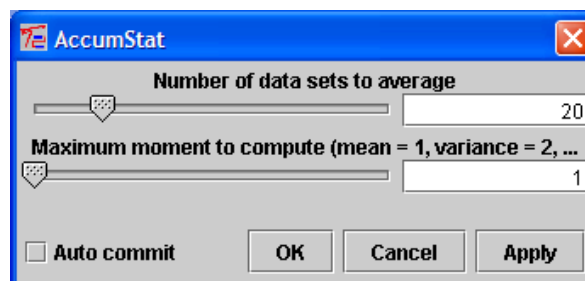 AccumStat
Number of data sets to average
20
Maximum moment to compute (mean = 1, variance = 2, ...
1
Auto commit
OK
Cancel
Apply